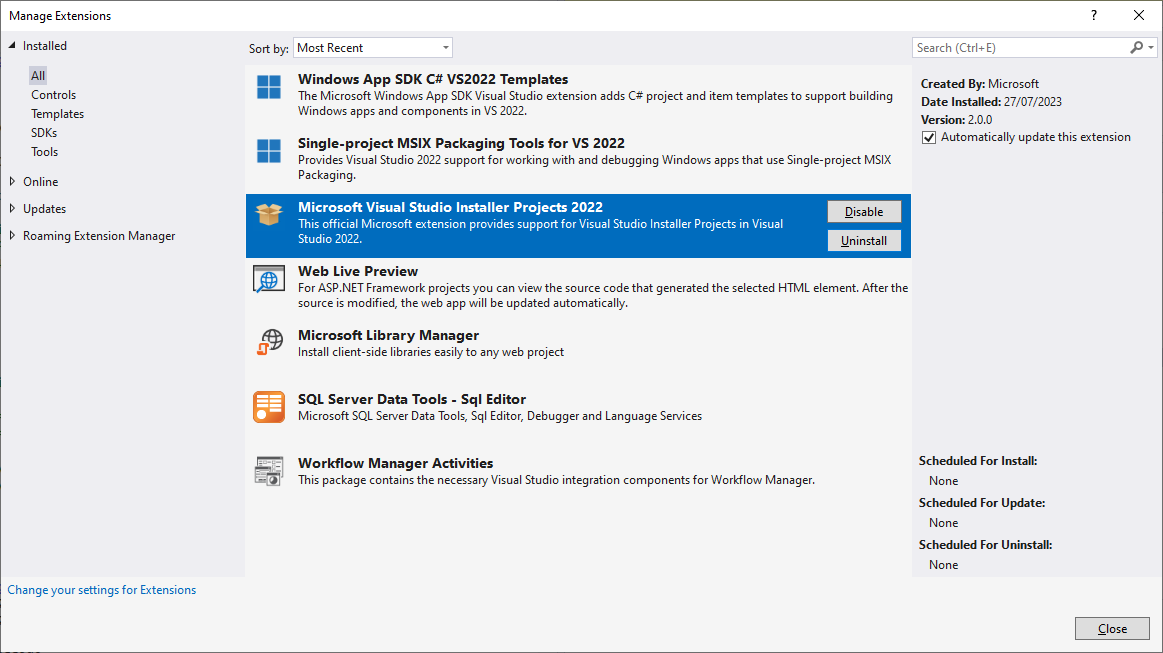 Manage Extensions
?
Installed
All
Controls
Templates
SDKs
Tools
Online
Updates
Roaming Extension Manager
Sort by: Most Recent
Windows App SDK C# VS2022 Templates
The Microsoft Windows App SDK Visual Studio extension adds C# project and item templates to support building
Windows apps and components in VS 2022.
Single-project MSIX Packaging Tools for VS 2022
Provides Visual Studio 2022 support for working with and debugging Windows apps that use Single-project MSIX
Packaging.
Microsoft Visual Studio Installer Projects 2022
This official Microsoft extension provides support for Visual Studio Installer Projects in Visual
Studio 2022.
Disable
Uninstall
Web Live Preview
For ASP.NET Framework projects you can view the source code that generated the selected HTML element. After the
source is modified, the web app will be updated automatically.
Microsoft Library Manager
Install client-side libraries easily to any web project
SQL Server Data Tools - Sql Editor
Microsoft SQL Server Data Tools, Sql Editor, Debugger and Language Services
Workflow Manager Activities
This package contains the necessary Visual Studio integration components for Workflow Manager.
Search (Ctrl+E)
Created By: Microsoft
Date Installed: 27/07/2023
Version: 2.0.0
Automatically update this extension
Scheduled For Install:
None
Scheduled For Update:
None
Scheduled For Uninstall:
None
Change your settings for Extensions
Close